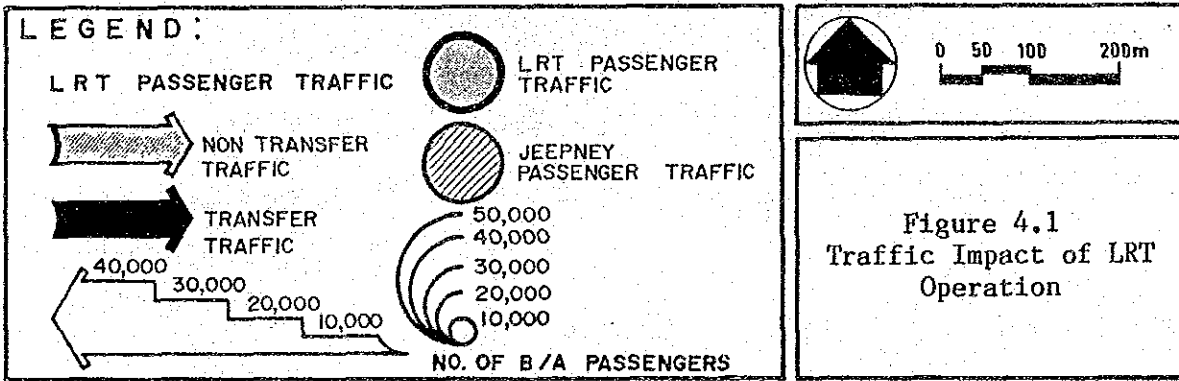 LEGEND:
LRT PASSENGER TRAFFIC
NON TRANSFER
TRAFFIC
TRANSFER
TRAFFIC
40,000
30,000
20,000
10,000
LRT PASSENGER
TRAFFIC
JEEPNEY
PASSENGER TRAFFIC
50,000
40,000
30,000
20,000
10,000
NO. OF B/A PASSENGERS
0 50 100 200m
Figure 4.1
Traffic Impact of LRT
Operation